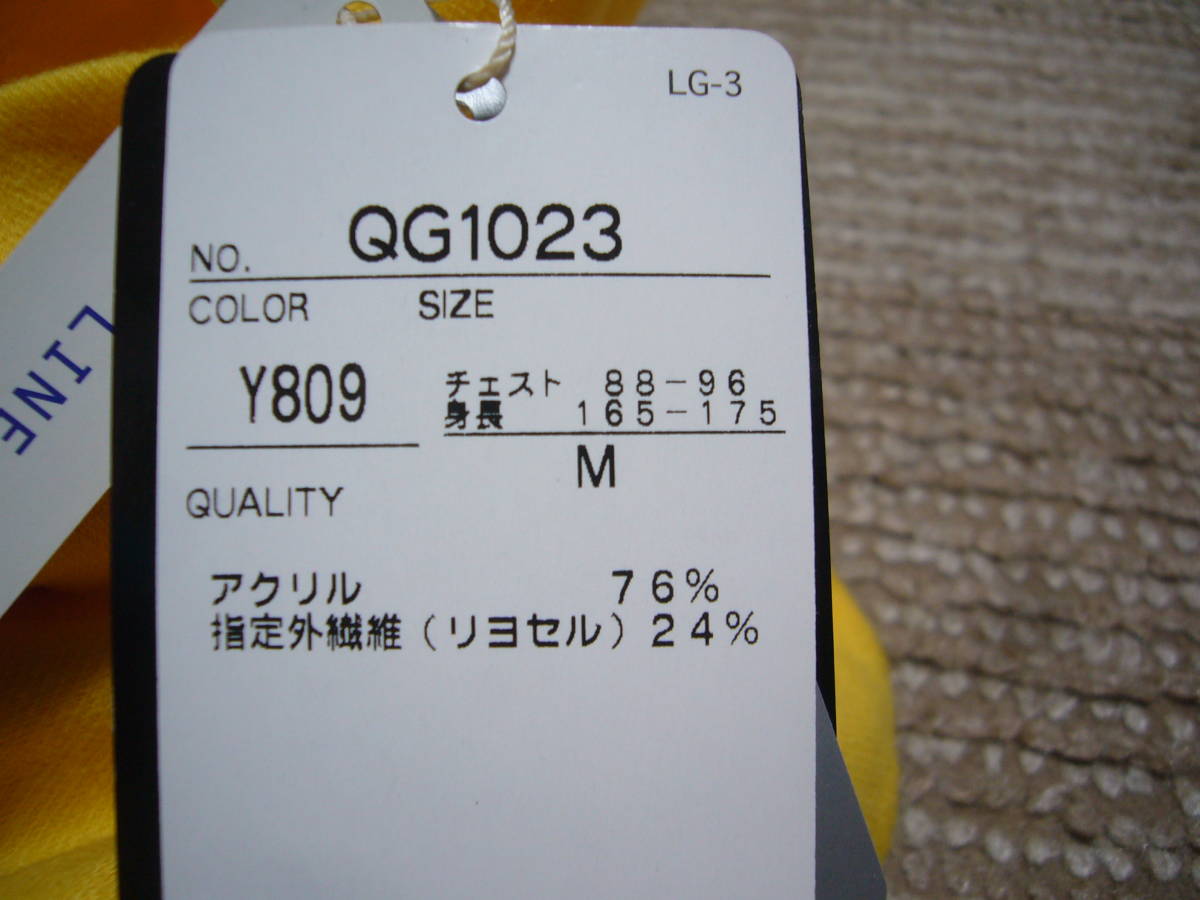 LG-3
NO. QG1023
COLOR SIZE
Y809
チェスト 88-96
身長 165-175
M
QUALITY
アクリル 76%
指定外繊維(リヨセル)24%
LINE